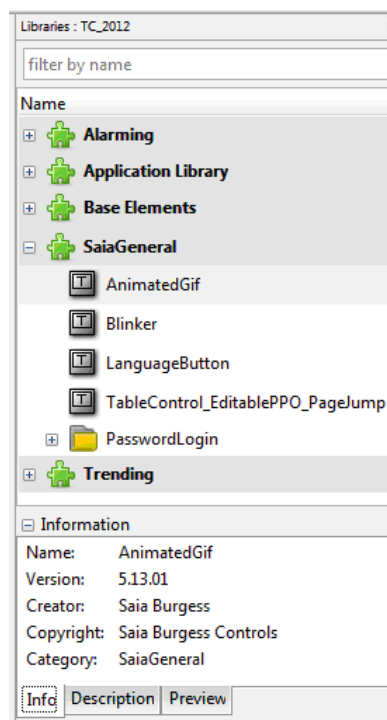 Libraries : TC_2012
filter by name
Name
Alarming
Application Library
Base Elements
SaiaGeneral
T AnimatedGif
T Blinker
T LanguageButton
T TableControl_EditablePPO_PageJump
PasswordLogin
Trending
Information
Name: AnimatedGif
Version: 5.13.01
Creator: Saia Burgess
Copyright: Saia Burgess Controls
Category: SaiaGeneral
Info Description Preview